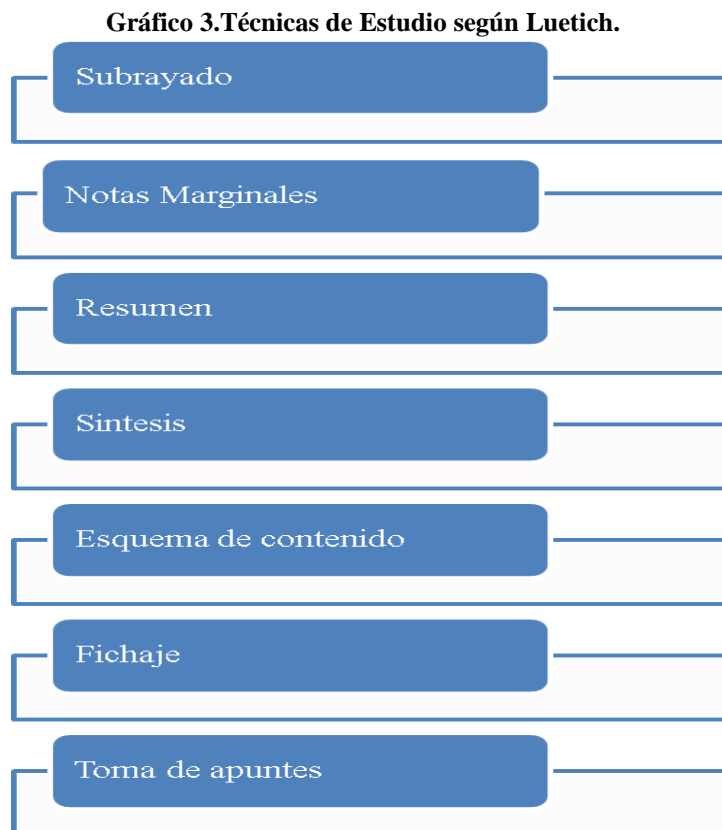 Gráfico 3.Técnicas de Estudio según Luetich.
Subrayado
Notas Marginales
Resumen
Sintesis
Esquema de contenido
Fichaje
Toma de apuntes